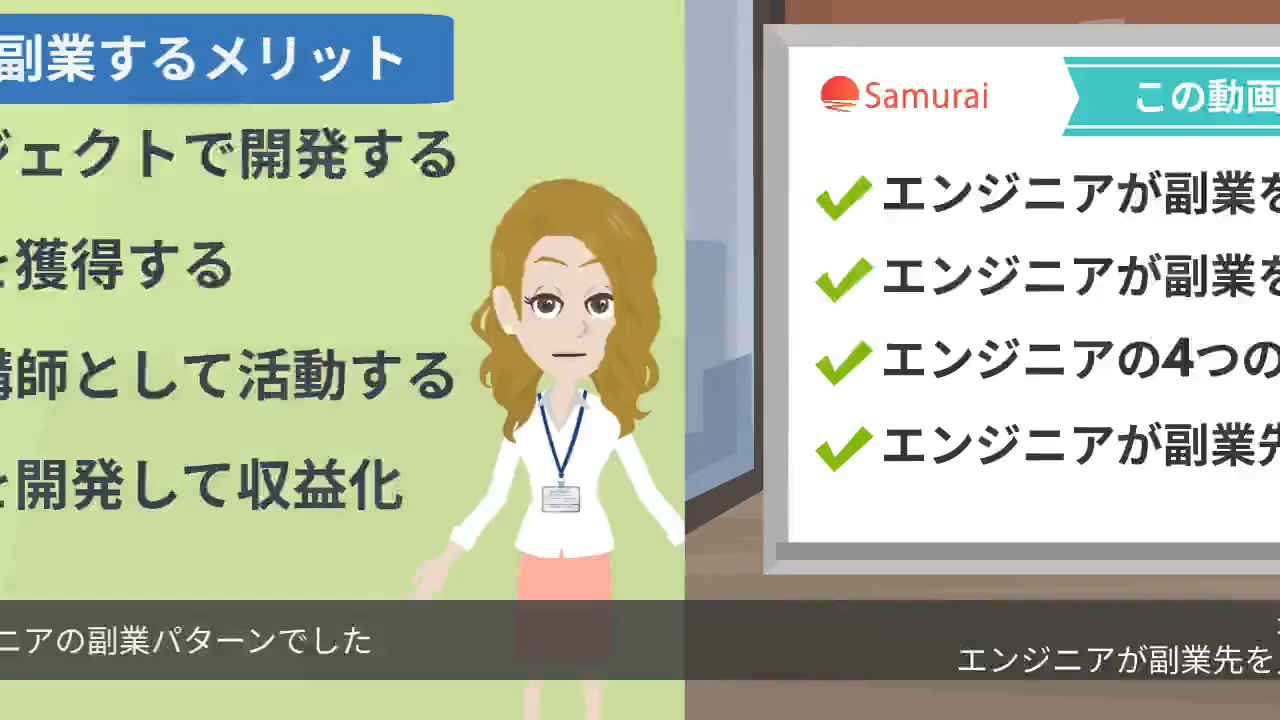 副業するメリット
ジェクトで開発する
を獲得する
講師として活動する
を開発して収益化
ニアの副業パターンでした
Samurai
この動画
エンジニアが副業を
エンジニアが副業を
エンジニアの4つの
エンジニアが副業先
エンジニアが副業先を